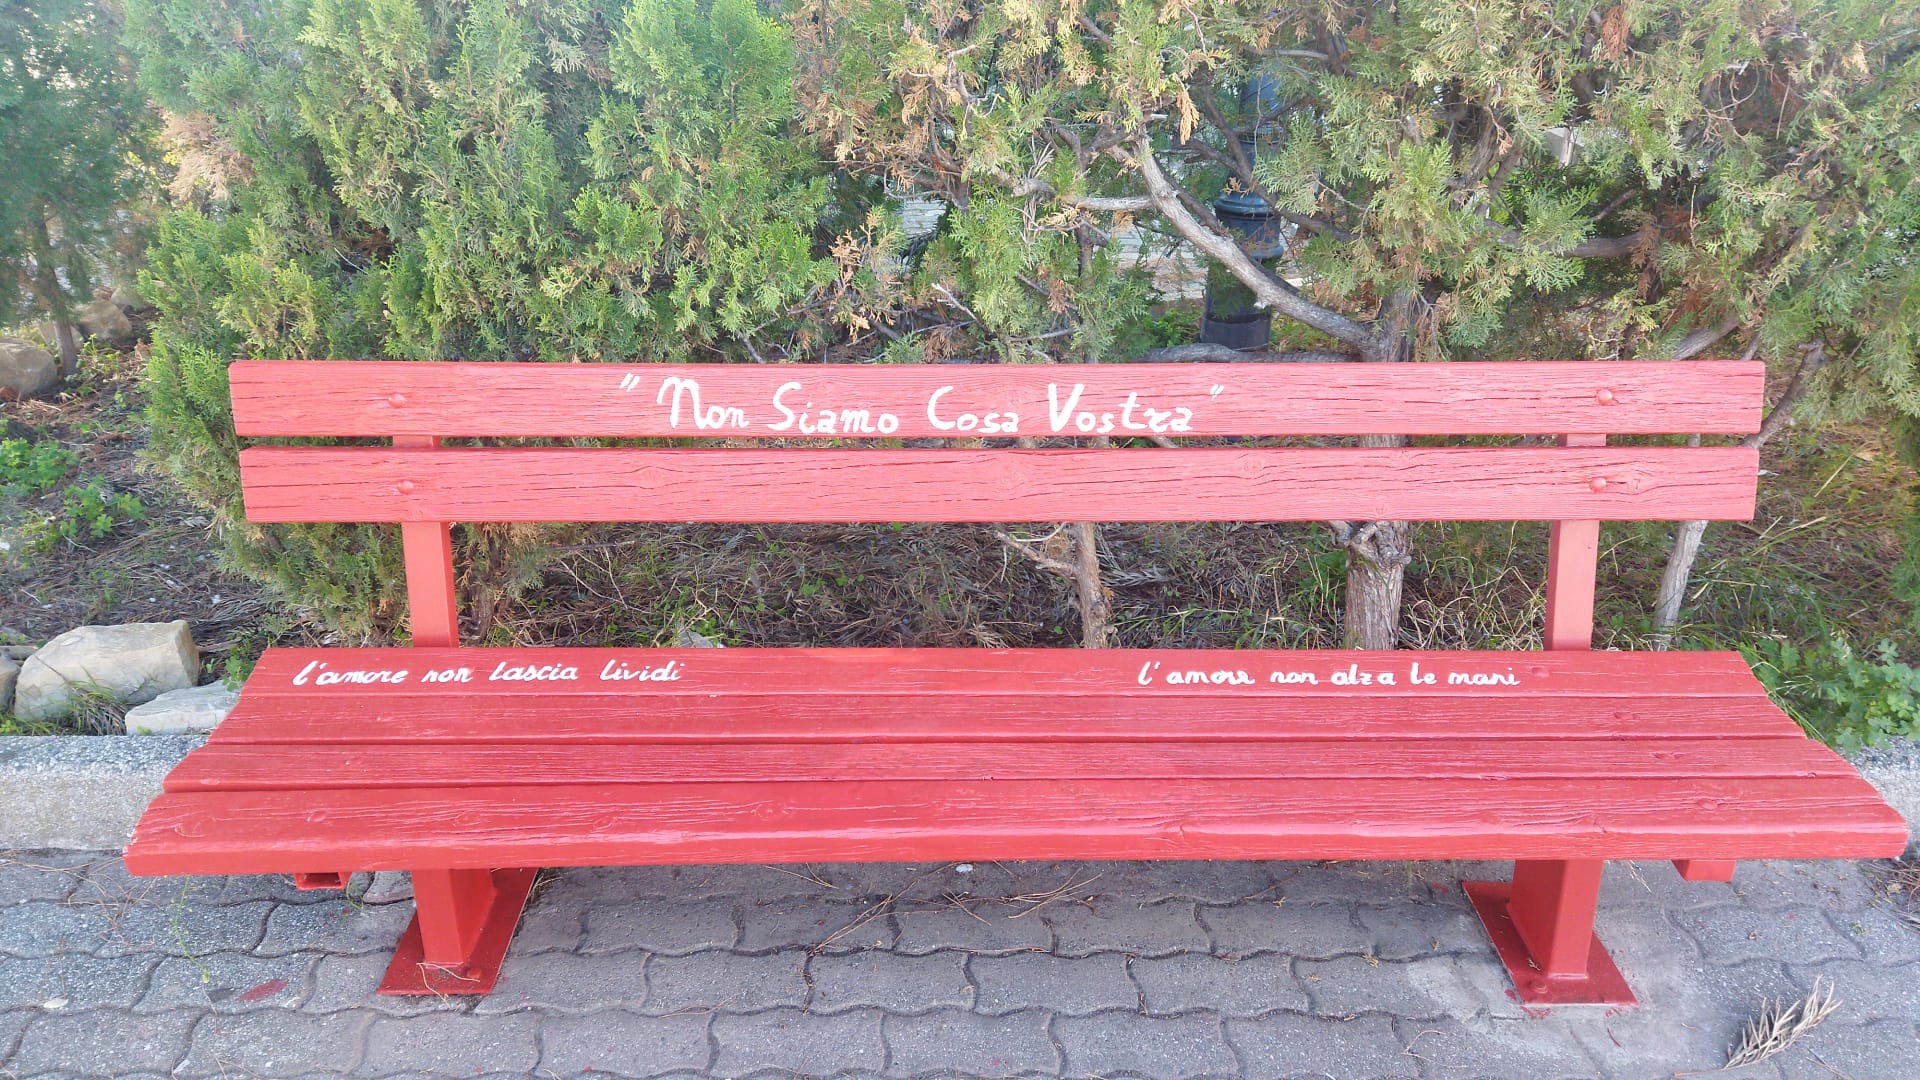 "Non Siamo Cosa Vostra"
l'amore non lascia lividi
l'amore non alza le mani